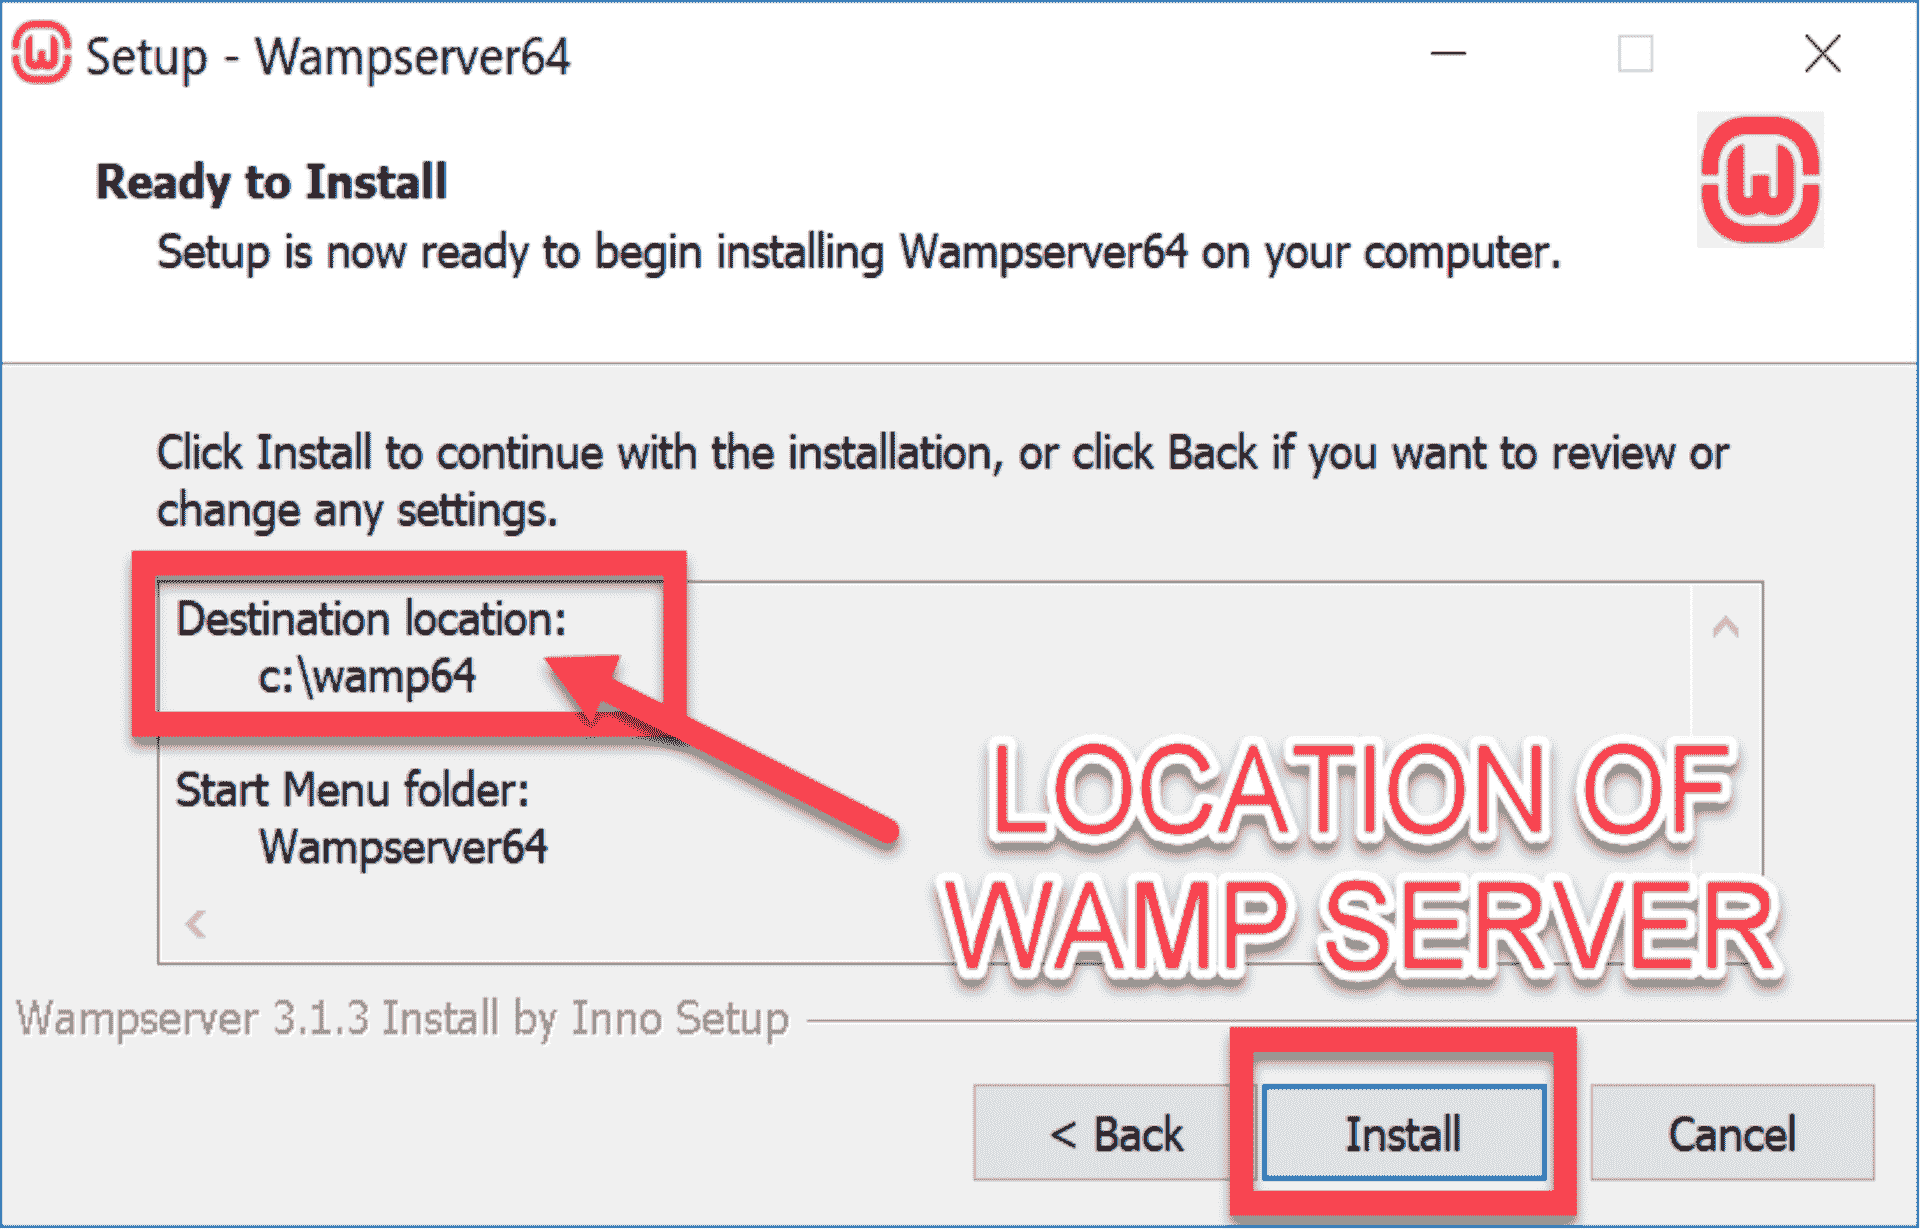 Setup - Wampserver64
Ready to Install
Setup is now ready to begin installing Wampserver64 on your computer.
Click Install to continue with the installation, or click Back if you want to review or
change any settings.
Destination location:
c:\wamp64
Start Menu folder:
Wampserver64
LOCATION OF
WAMP SERVER
Wampserver 3.1.3 Install by Inno Setup
< Back
Install
Cancel